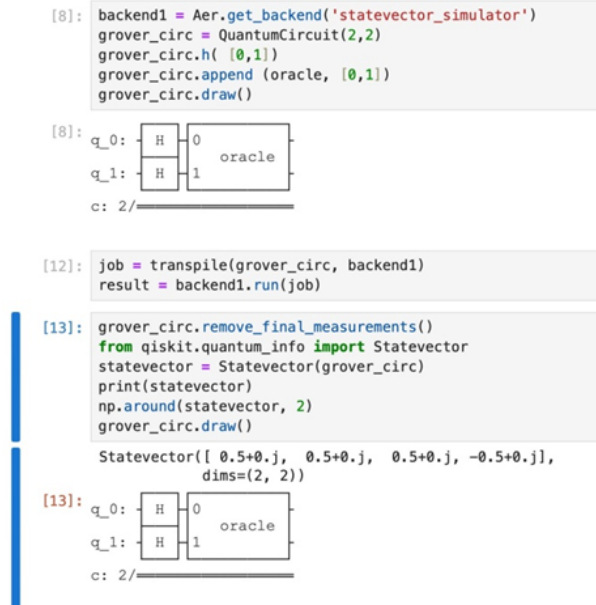 [8]: backend1 = Aer.get_backend('statevector_simulator')
grover_circ = QuantumCircuit(2,2)
grover_circ.h( [0,1])
grover_circ.append (oracle, [0,1])
grover_circ.draw()
[8]:
q_0: H 0
oracle
q_1: H 1
c: 2/
[12]: job = transpile(grover_circ, backend1)
result = backend1.run(job)
[13]: grover_circ.remove_final_measurements()
from qiskit.quantum_info import Statevector
statevector = Statevector(grover_circ)
print(statevector)
np.around(statevector, 2)
grover_circ.draw()
Statevector([ 0.5+0.j,  0.5+0.j,  0.5+0.j, -0.5+0.j],
dims=(2, 2))
[13]:
q_0: H 0
oracle
q_1: H 1
c: 2/